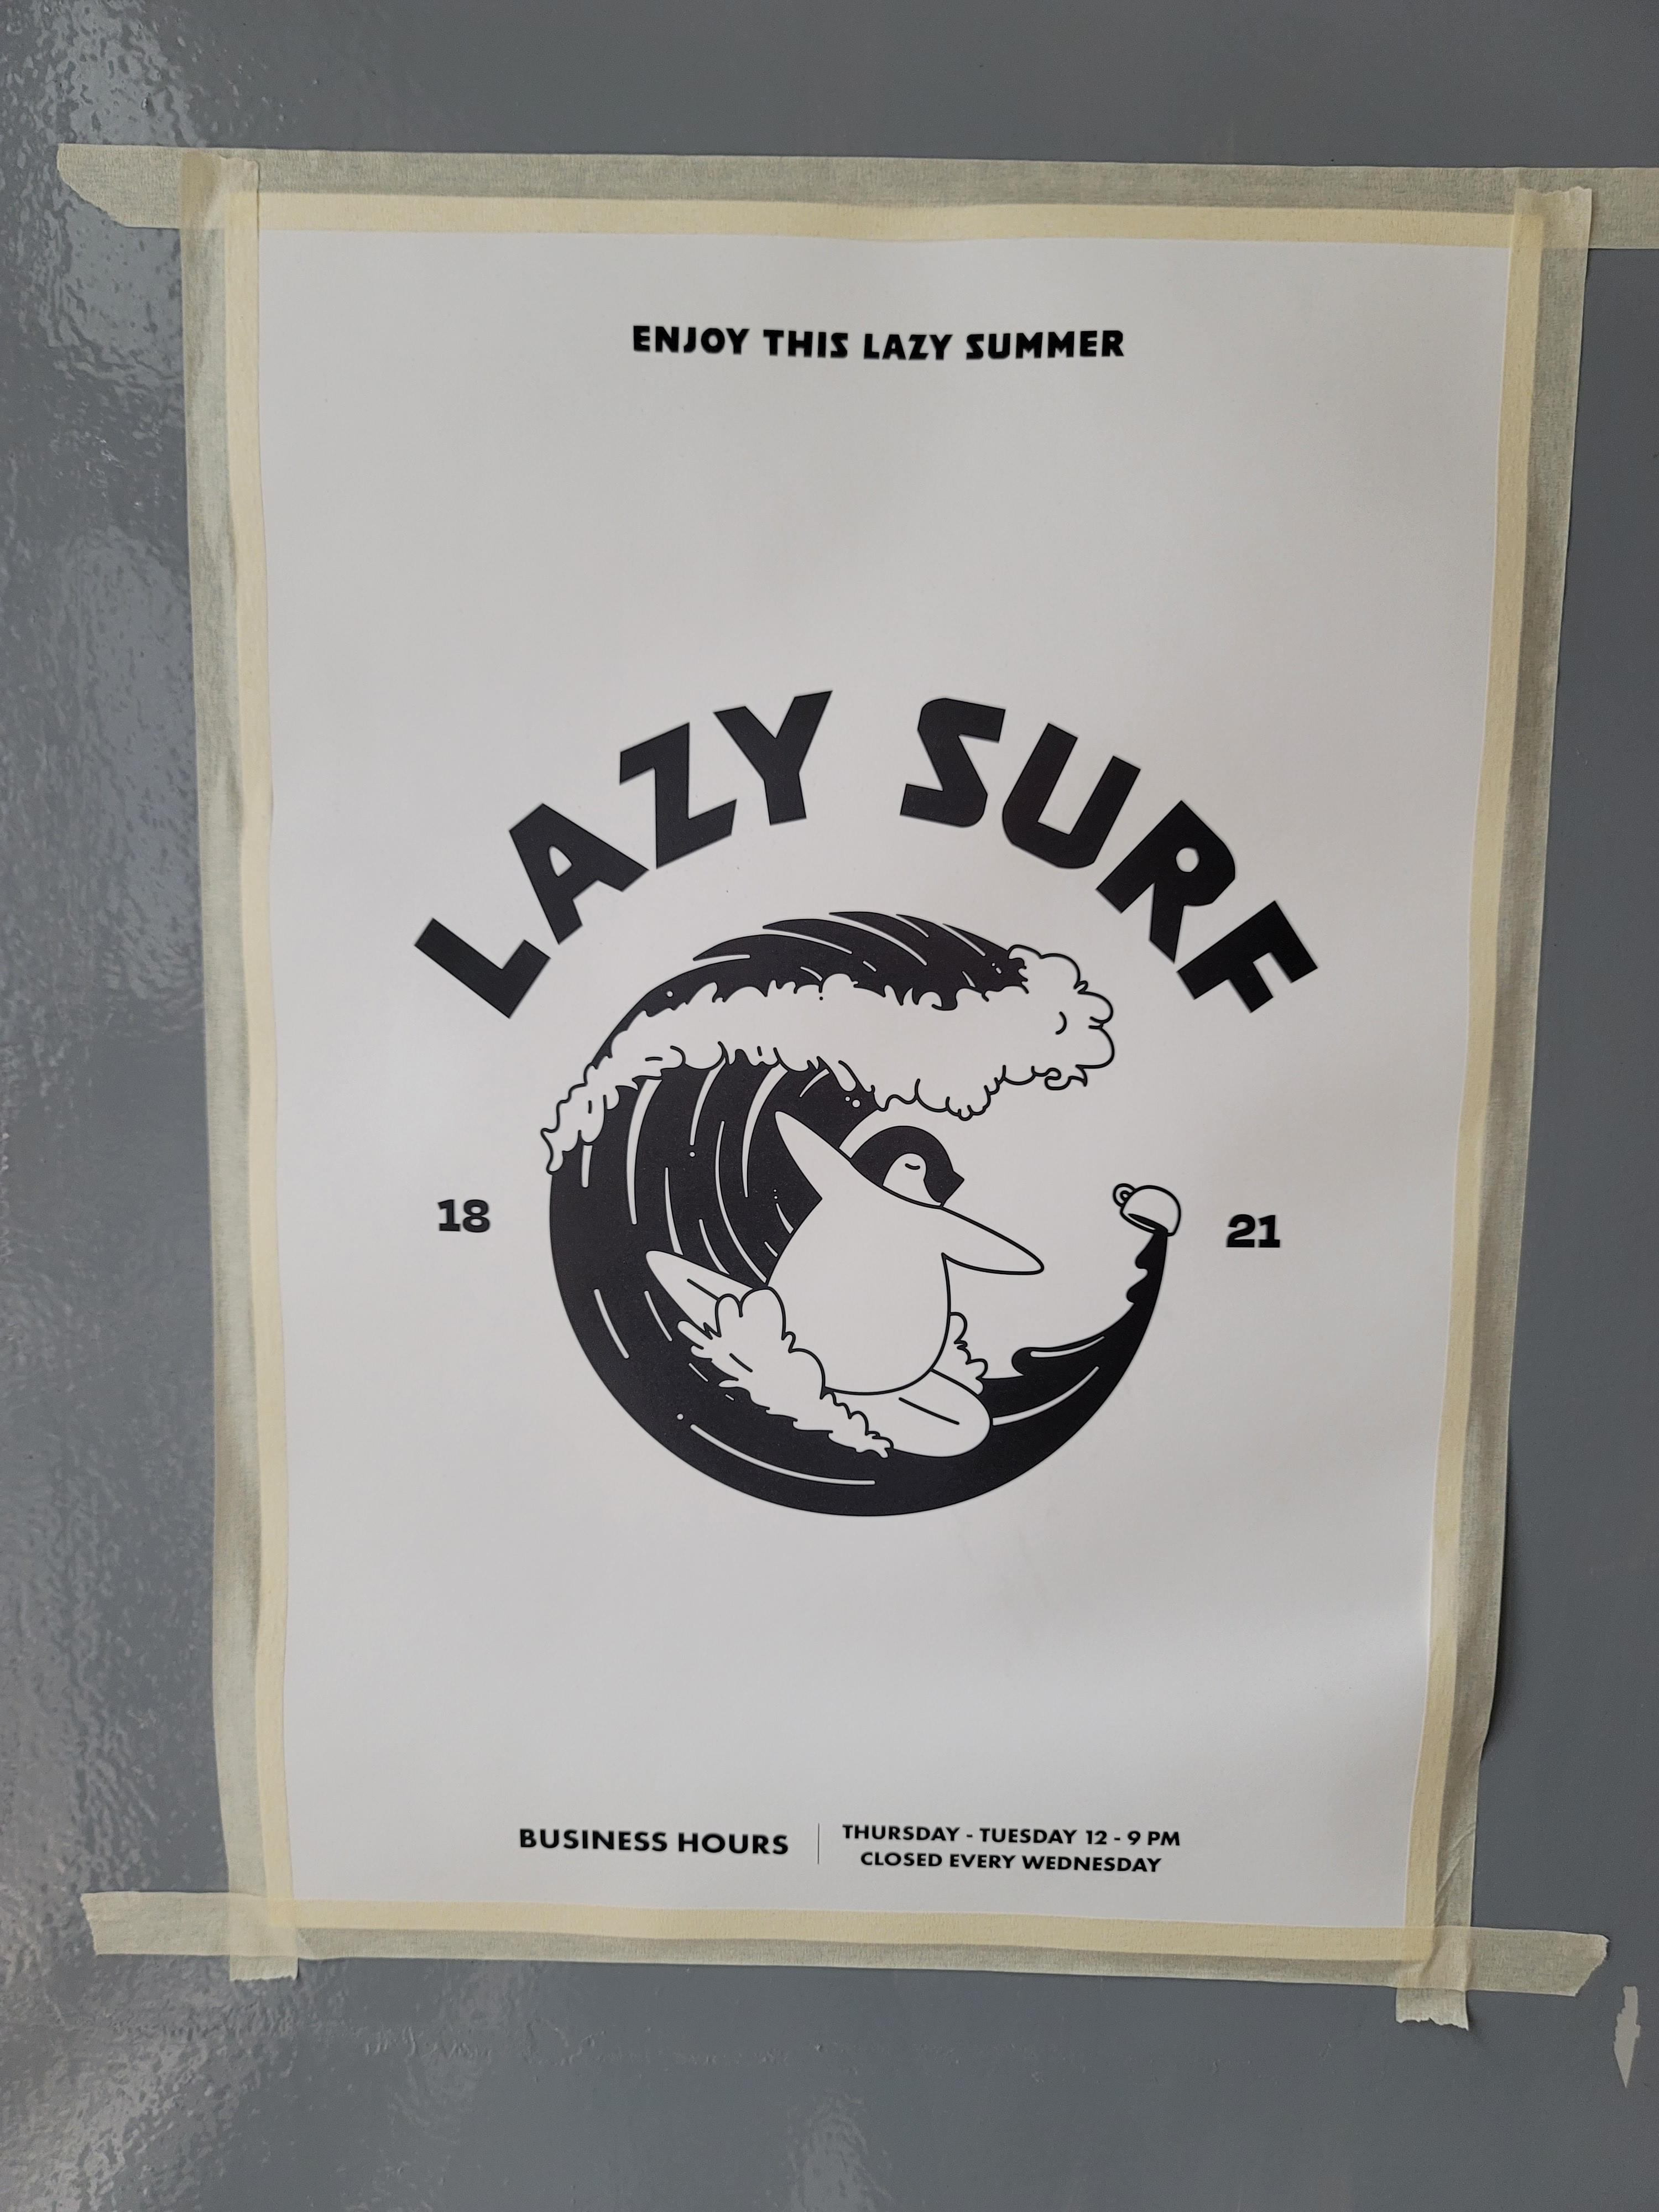 ENJOY THIS LAZY SUMMER
LAZY SURF
18
21
BUSINESS HOURS
THURSDAY - TUESDAY 12 - 9 PM
CLOSED EVERY WEDNESDAY